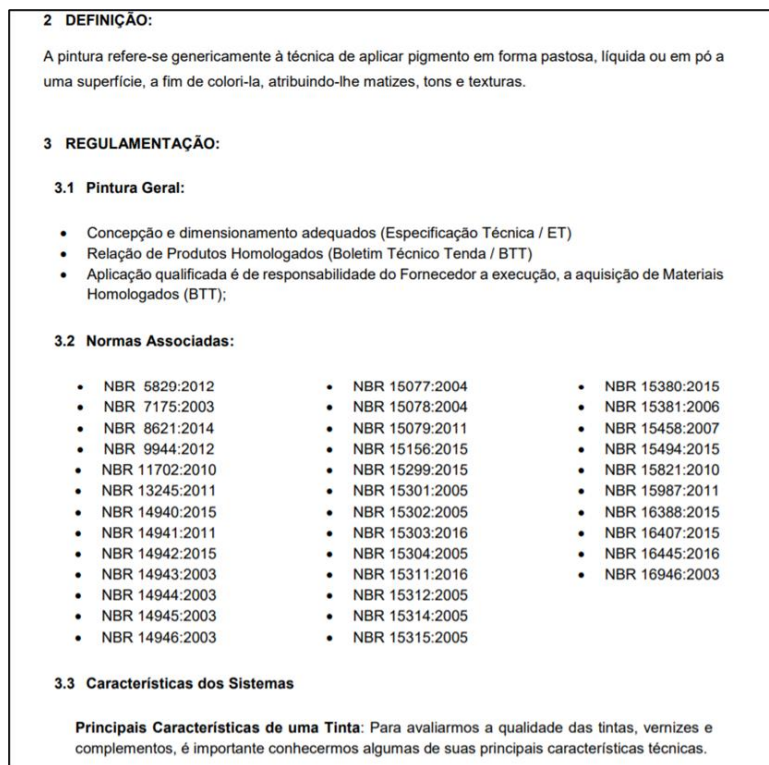 2 DEFINIÇÃO:
A pintura refere-se genericamente à técnica de aplicar pigmento em forma pastosa, líquida ou em pó a
uma superfície, a fim de colori-la, atribuindo-lhe matizes, tons e texturas.
3 REGULAMENTAÇÃO:
3.1 Pintura Geral:
• Concepção e dimensionamento adequados (Especificação Técnica / ET)
• Relação de Produtos Homologados (Boletim Técnico Tenda / BTT)
• Aplicação qualificada é de responsabilidade do Fornecedor a execução, a aquisição de Materiais
Homologados (BTT);
3.2 Normas Associadas:
• NBR 5829:2012
• NBR 7175:2003
• NBR 8621:2014
• NBR 9944:2012
• NBR 11702:2010
• NBR 13245:2011
• NBR 14940:2015
• NBR 14941:2011
• NBR 14942:2015
• NBR 14943:2003
• NBR 14944:2003
• NBR 14945:2003
• NBR 14946:2003
• NBR 15077:2004
• NBR 15078:2004
• NBR 15079:2011
• NBR 15156:2015
• NBR 15299:2015
• NBR 15301:2005
• NBR 15302:2005
• NBR 15303:2016
• NBR 15304:2005
• NBR 15311:2016
• NBR 15312:2005
• NBR 15314:2005
• NBR 15315:2005
• NBR 15380:2015
• NBR 15381:2006
• NBR 15458:2007
• NBR 15494:2015
• NBR 15821:2010
• NBR 15987:2011
• NBR 16388:2015
• NBR 16407:2015
• NBR 16445:2016
• NBR 16946:2003
3.3 Características dos Sistemas
Principais Características de uma Tinta: Para avaliarmos a qualidade das tintas, vernizes e
complementos, é importante conhecermos algumas de suas principais características técnicas.